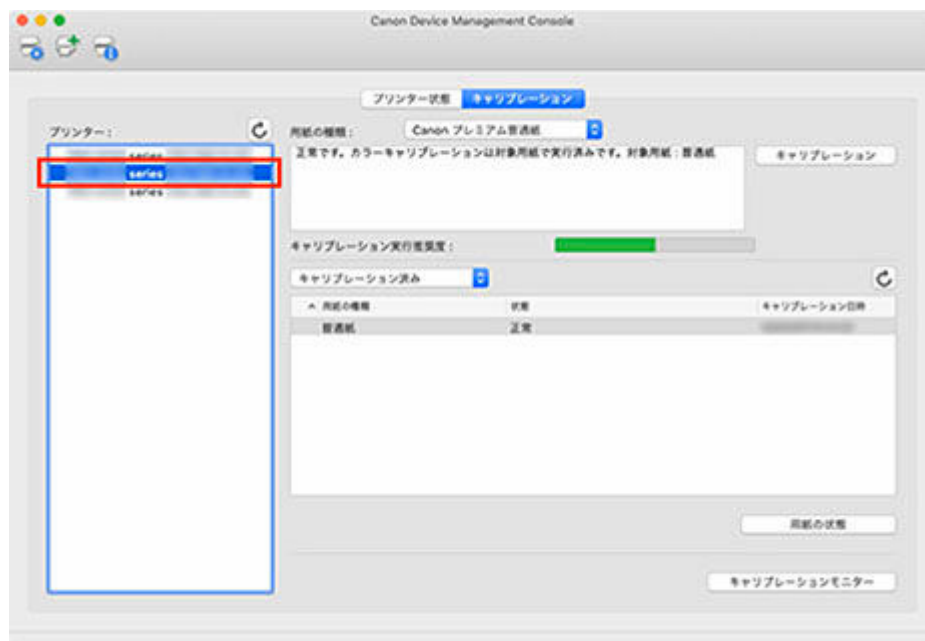 Canon Device Management Console
プリンター状態 キャリブレーション
プリンター：
series
series
series
用紙の種類： Canon プレミアム普通紙
正常です。カラーキャリブレーションは対象用紙で実行済みです。対象用紙：普通紙
キャリブレーション
キャリブレーション実行推奨度：
キャリブレーション済み
用紙の種類 状態 キャリブレーション日時
普通紙 正常
用紙の状態
キャリブレーションモニター